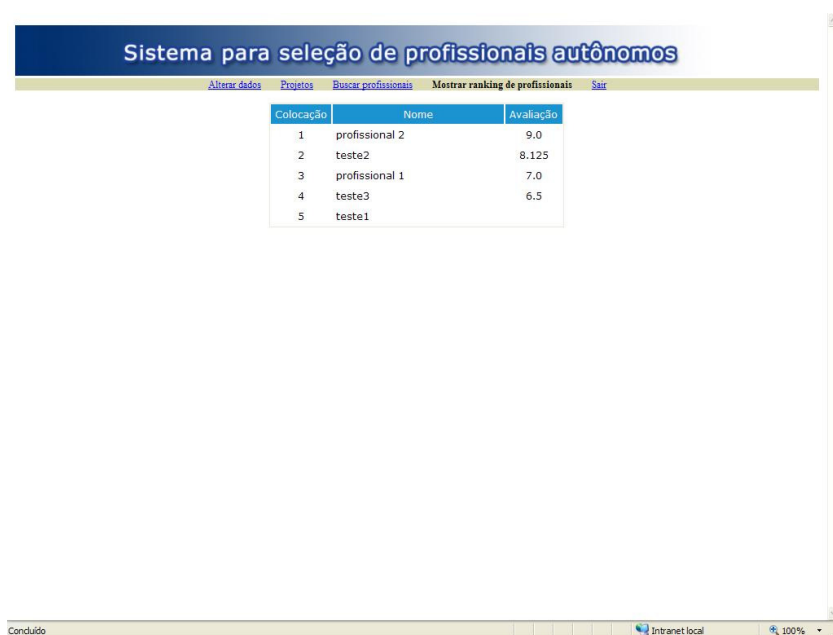 Sistema para seleção de profissionais autônomos
Alterar dados Projetos Buscar profissionais Mostrar ranking de profissionais Sair
Colocação Nome Avaliação
1 profissional 2 9.0
2 teste2 8.125
3 profissional 1 7.0
4 teste3 6.5
5 teste1
Concluído Intranet local 100%